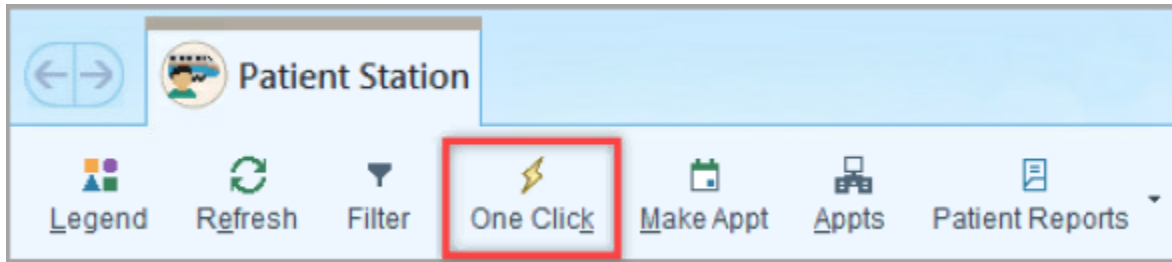 Patient Station
Legend Refresh Filter One Click Make Appt Appts Patient Reports